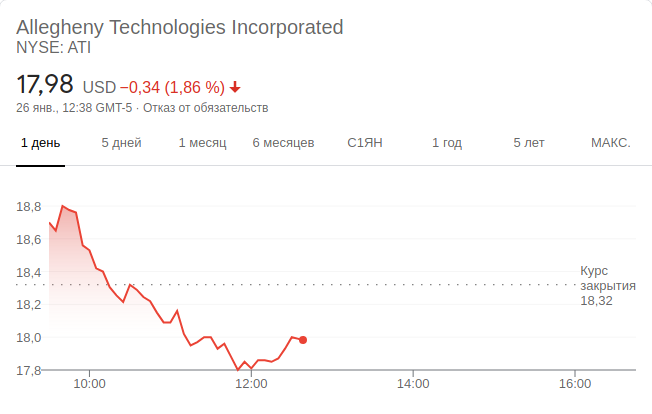 Allegheny Technologies Incorporated
NYSE: ATI
17,98 USD −0,34 (1,86 %)
26 янв., 12:38 GMT-5 · Отказ от обязательств
1 день 5 дней 1 месяц 6 месяцев С1ЯН 1 год 5 лет МАКС.
18,8
18,6
18,4
Курс
закрытия
18,32
18,2
18,0
17,8
10:00 12:00 14:00 16:00